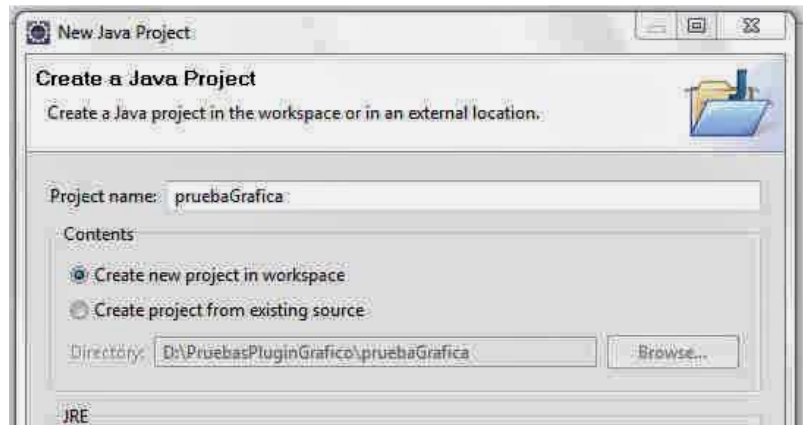 New Java Project
Create a Java Project
Create a Java project in the workspace or in an external location.
Project name: pruebaGrafica
Contents
Create new project in workspace
Create project from existing source
Directory: D:\PruebasPluginGrafico\pruebaGrafica Browse...
JRE